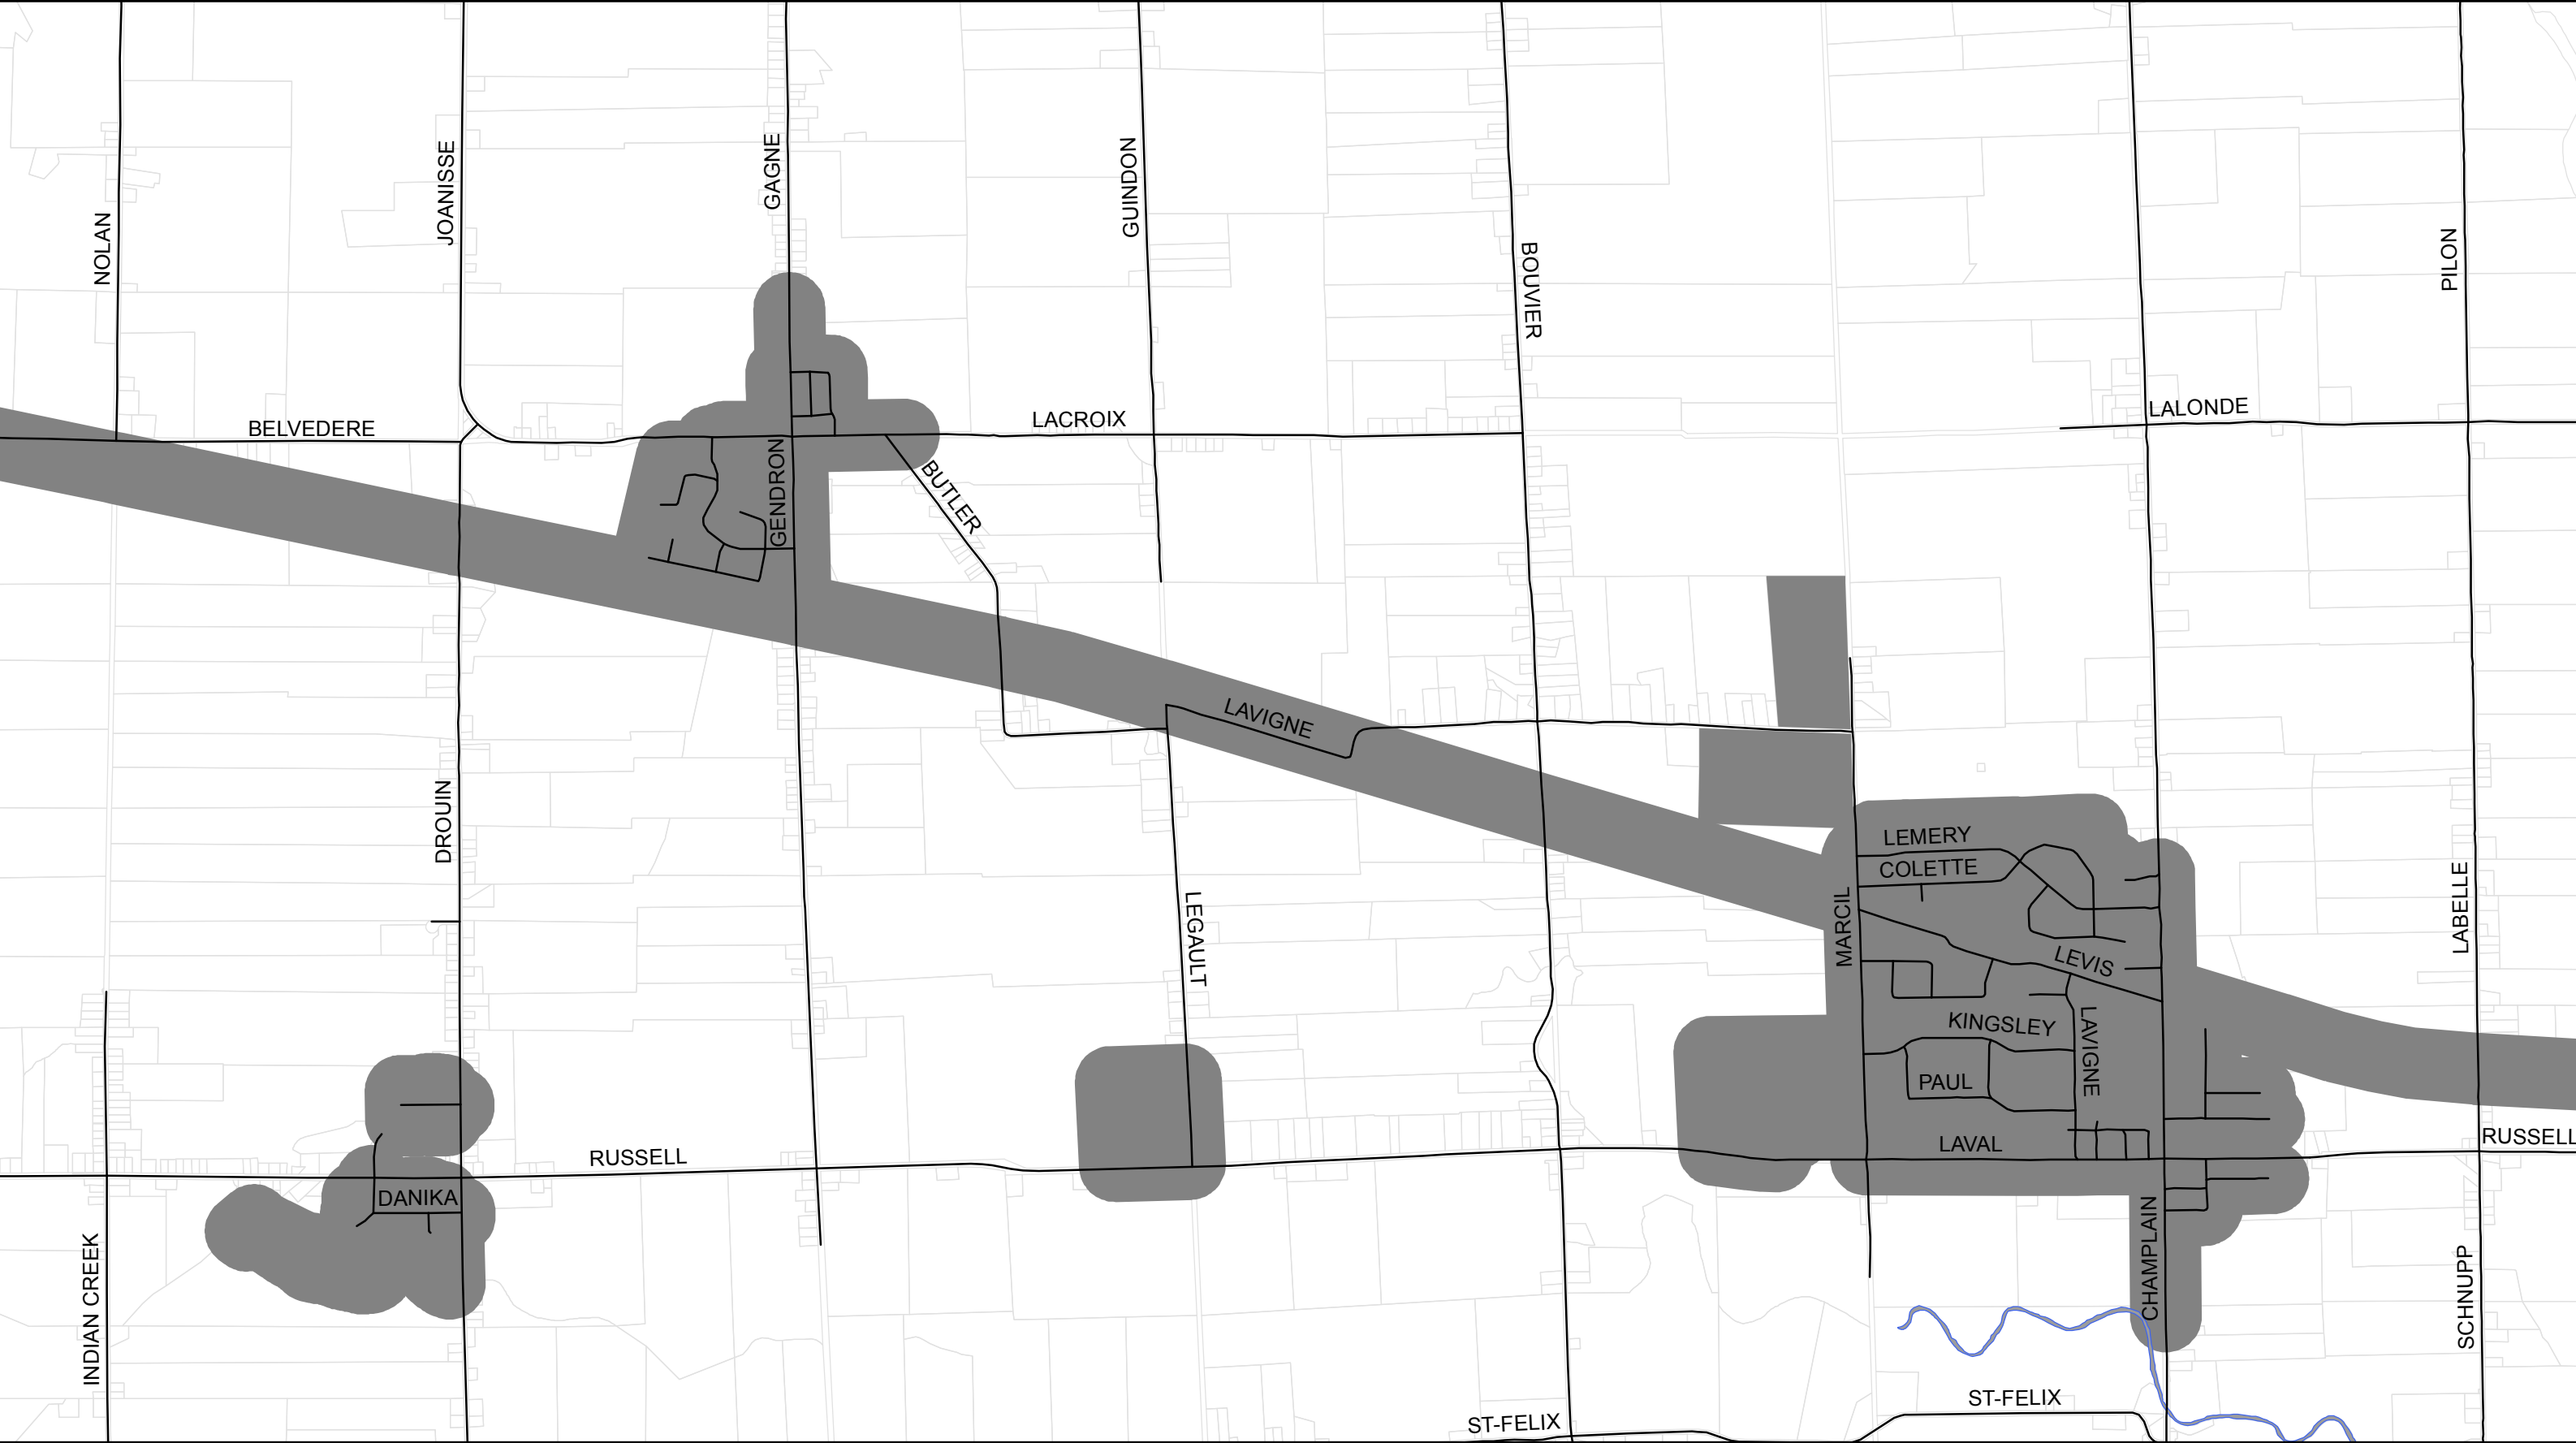 GAGNE
GUINDON
JOANISSE
NOLAN
BOUVIER
PILON
LALONDE
LACROIX
BELVEDERE
GENDRON
BUTLER
LAVIGNE
DROUIN
LEMERY
COLETTE
LABELLE
MARCIL
LEGAULT
LEVIS
KINGSLEY
LAVIGNE
PAUL
RUSSELL
LAVAL
RUSSELL
DANIKA
CHAMPLAIN
INDIAN CREEK
SCHNUPP
ST-FELIX
ST-FELIX